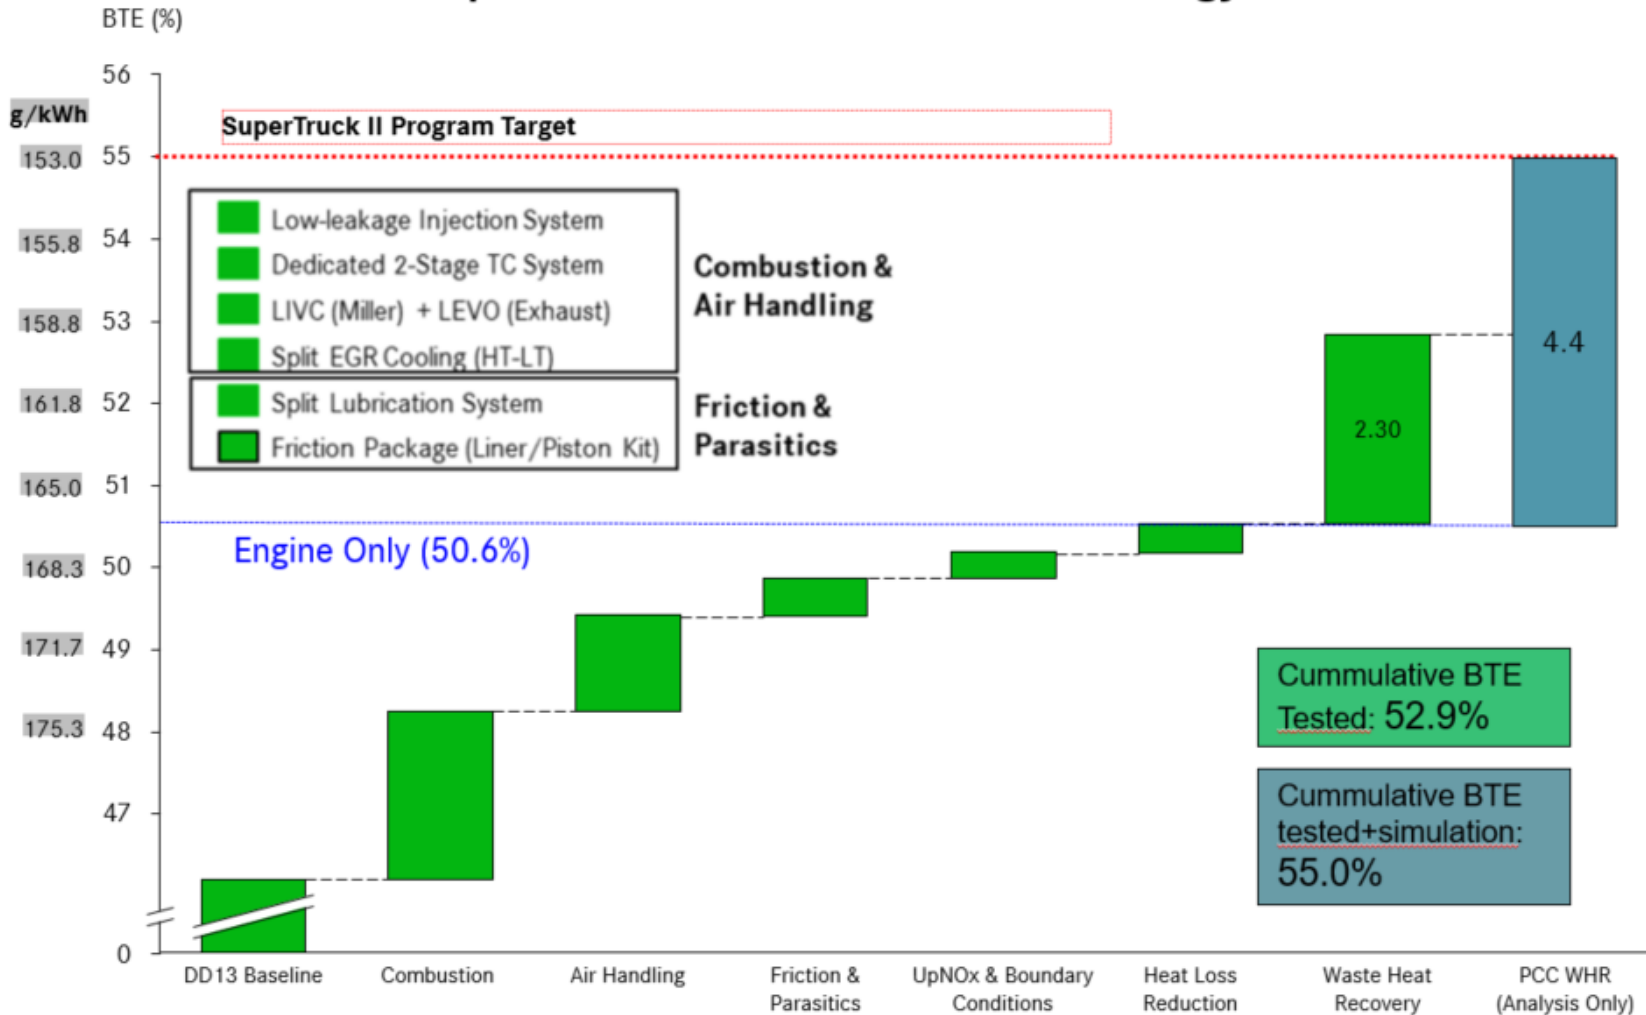 BTE (%)
56
g/kWh
SuperTruck II Program Target
153.0 55
155.8 54
158.8 53
161.8 52
165.0 51
168.3 50
171.7 49
175.3 48
47
0
Low-leakage Injection System
Dedicated 2-Stage TC System
LIVC (Miller) + LEVO (Exhaust)
Split EGR Cooling (HT-LT)
Combustion &
Air Handling
Split Lubrication System
Friction Package (Liner/Piston Kit)
Friction &
Parasitics
Engine Only (50.6%)
2.30
4.4
Cummulative BTE
Tested: 52.9%
Cummulative BTE
tested+simulation:
55.0%
DD13 Baseline
Combustion
Air Handling
Friction &
Parasitics
UpNOx & Boundary
Conditions
Heat Loss
Reduction
Waste Heat
Recovery
PCC WHR
(Analysis Only)